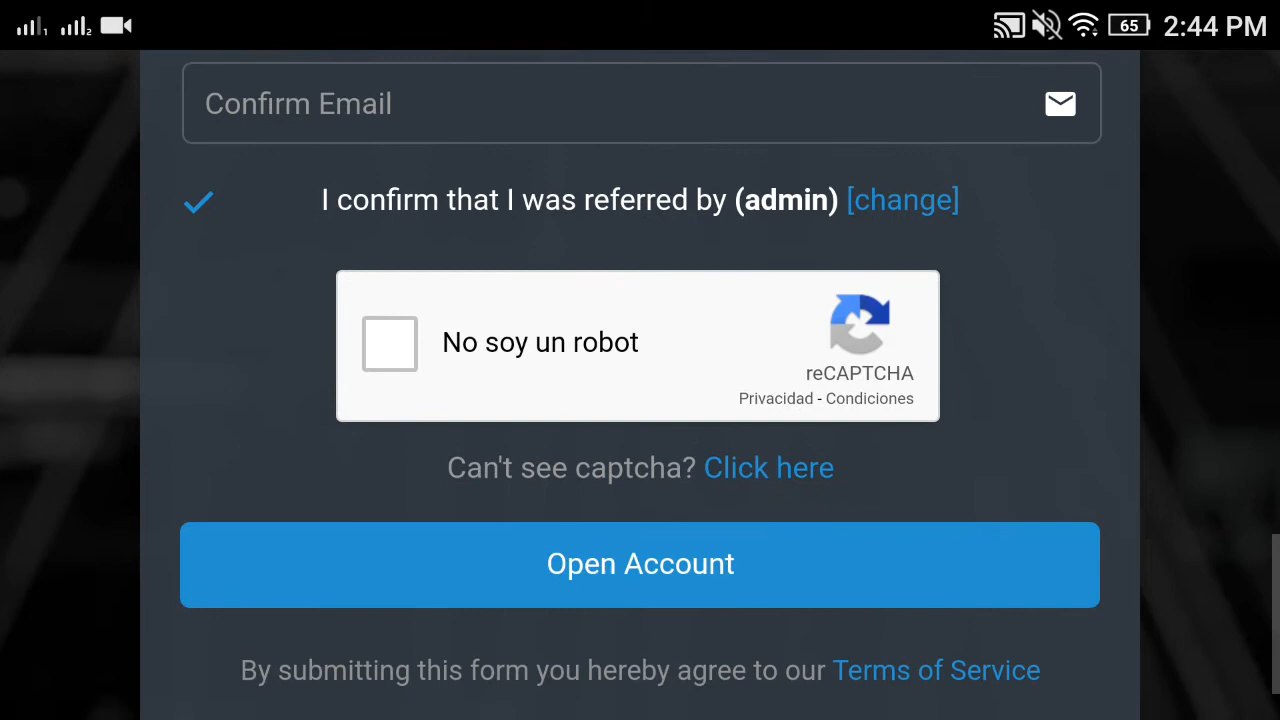 1 2 65 2:44 PM
Confirm Email
I confirm that I was referred by (admin) [change]
No soy un robot
reCAPTCHA
Privacidad - Condiciones
Can't see captcha? Click here
Open Account
By submitting this form you hereby agree to our Terms of Service